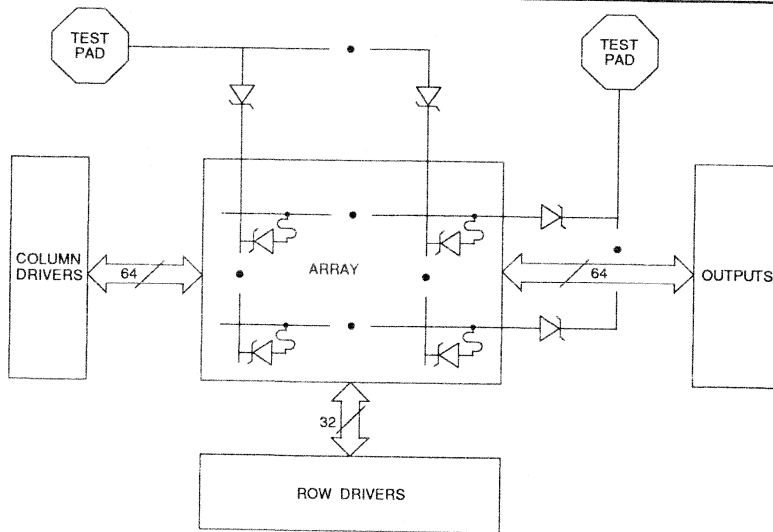 TEST
PAD
TEST
PAD
COLUMN
DRIVERS
64
ARRAY
64
OUTPUTS
32
ROW DRIVERS